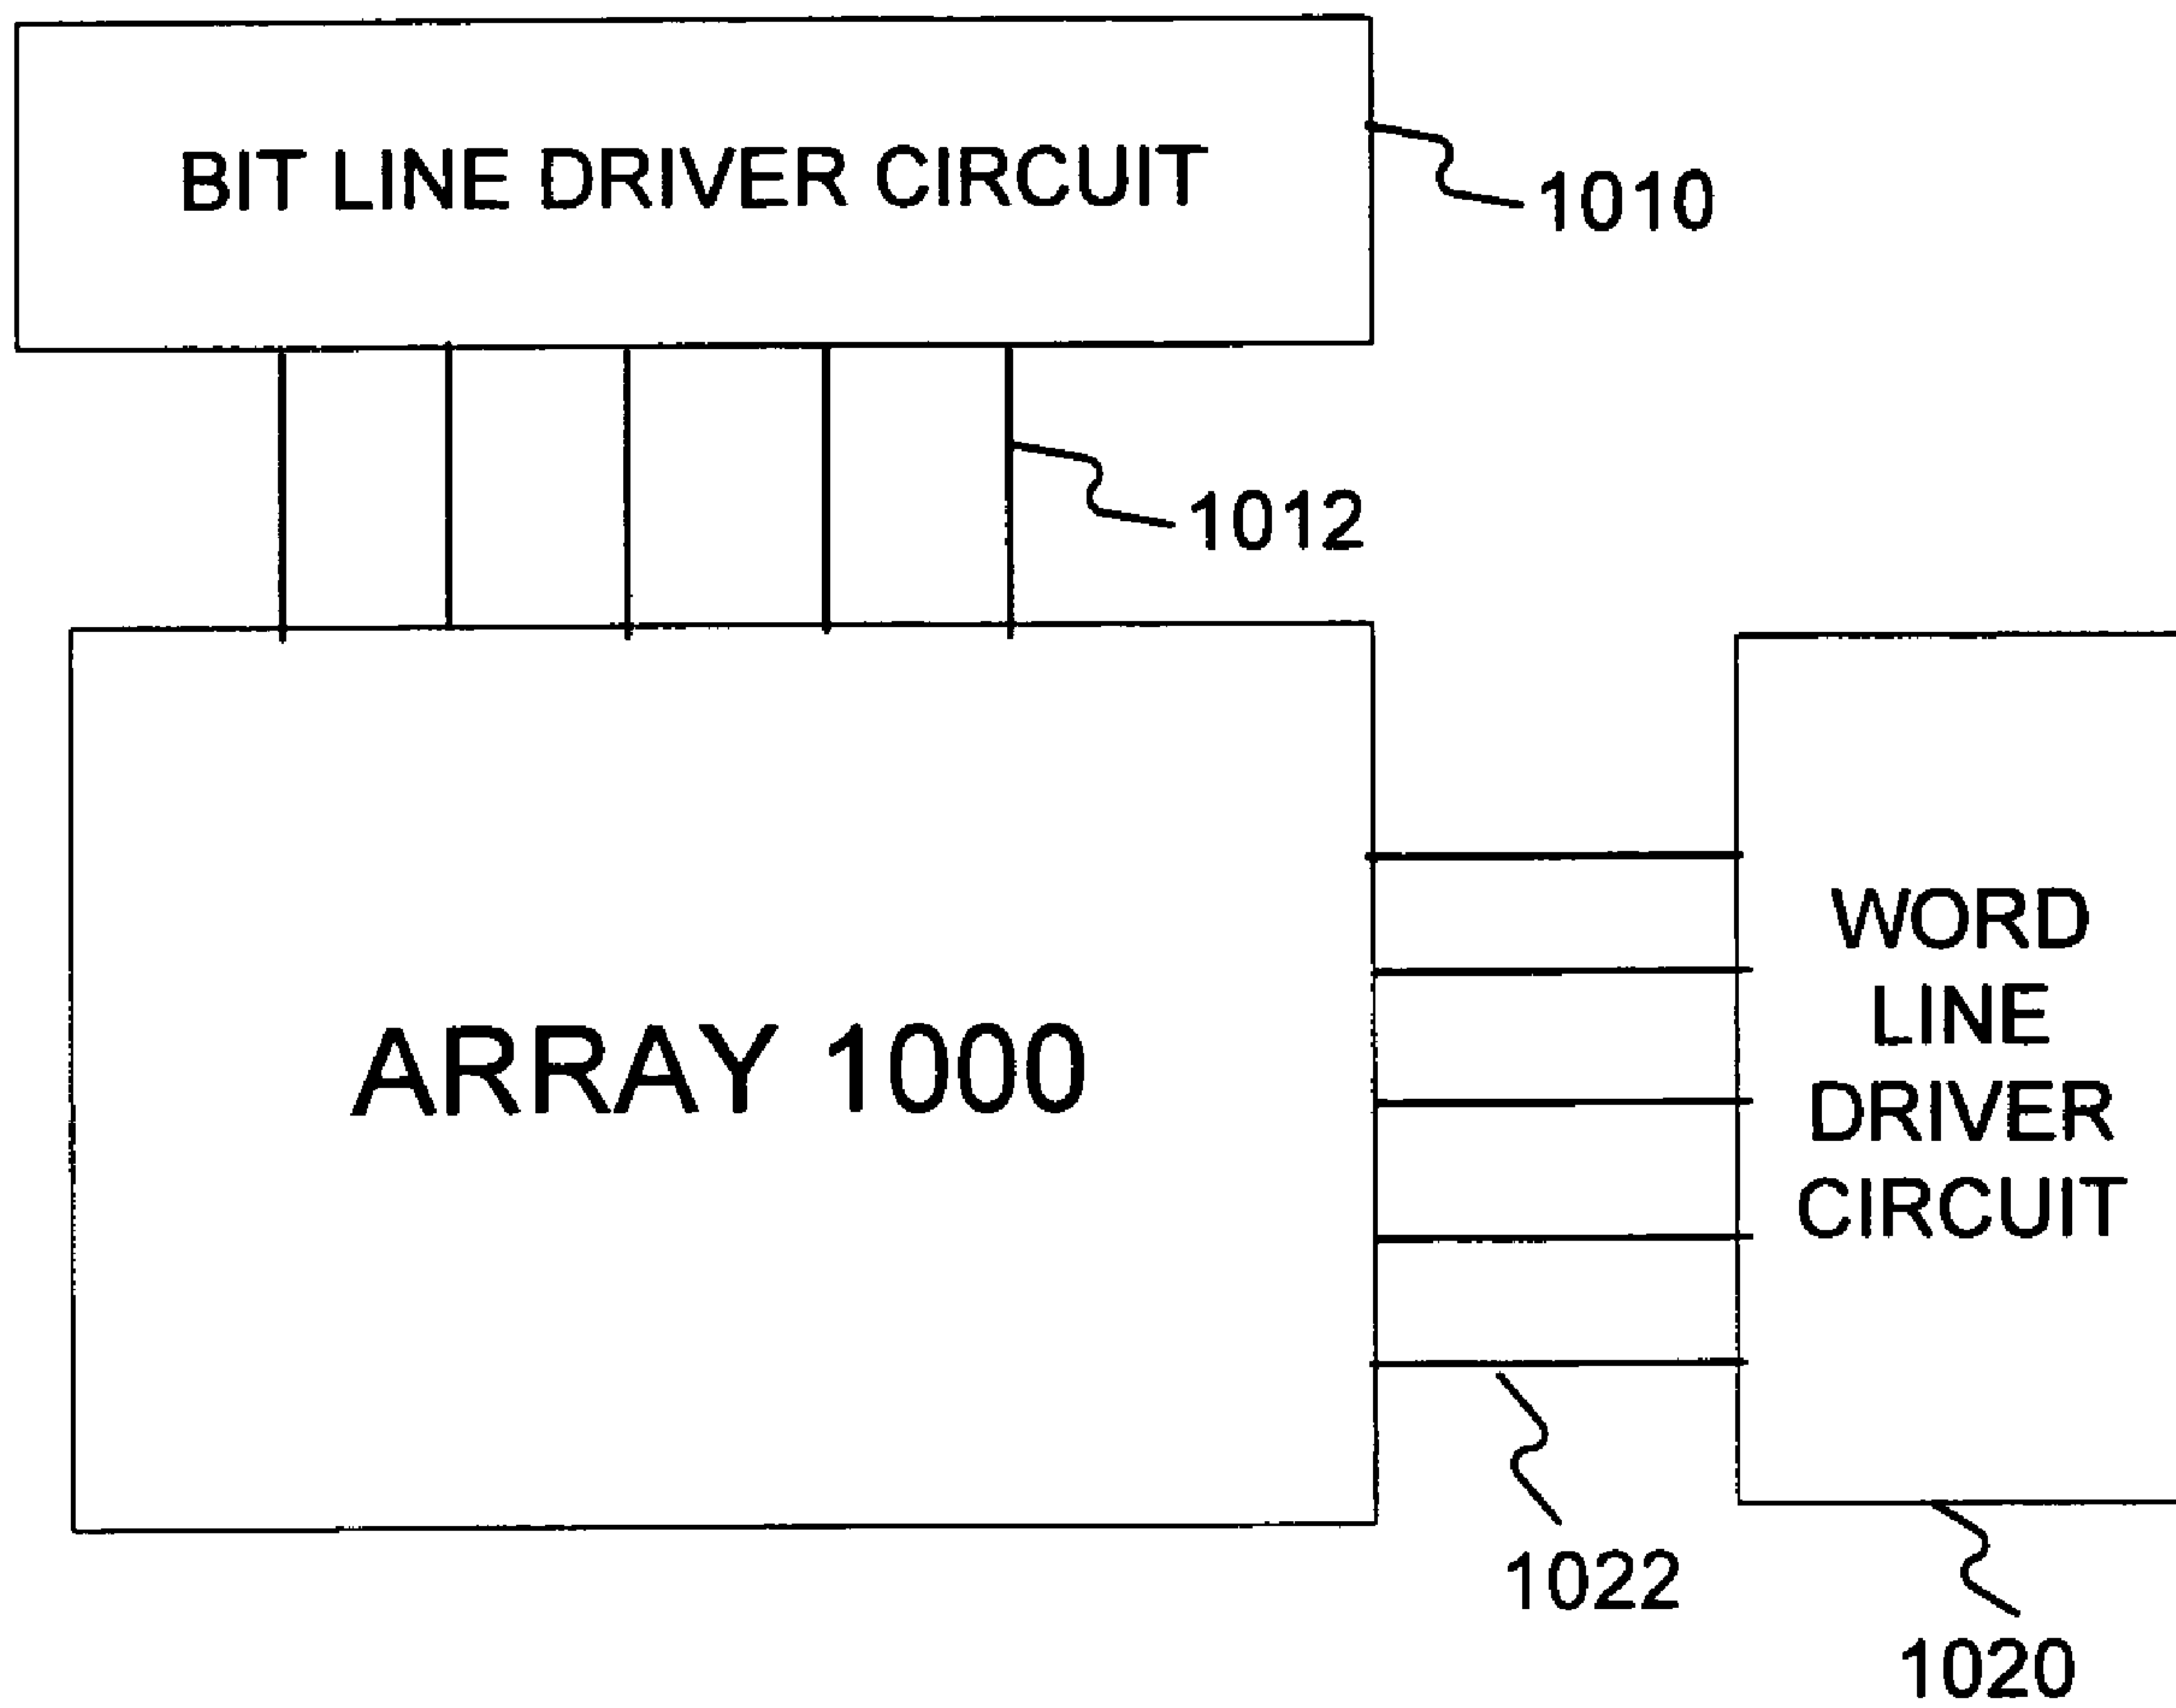 BIT LINE DRIVER CIRCUIT
1010
1012
ARRAY 1000
WORD
LINE
DRIVER
CIRCUIT
1022
1020